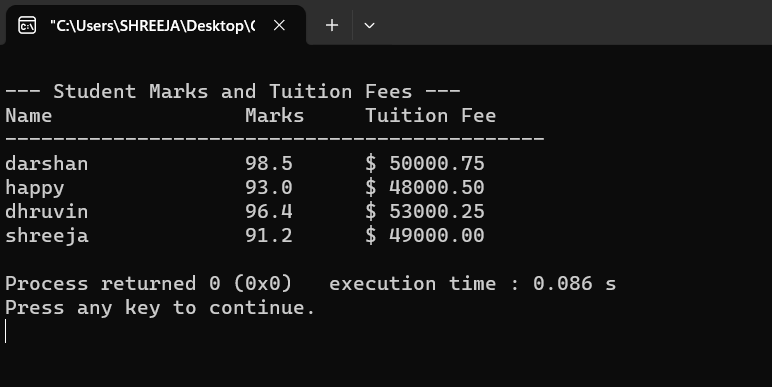 "C:\Users\SHREEJA\Desktop\C
--- Student Marks and Tuition Fees ---
Name                Marks     Tuition Fee
---------------------------------------------
darshan             98.5      $ 50000.75
happy               93.0      $ 48000.50
dhruvin             96.4      $ 53000.25
shreeja             91.2      $ 49000.00
Process returned 0 (0x0)   execution time : 0.086 s
Press any key to continue.